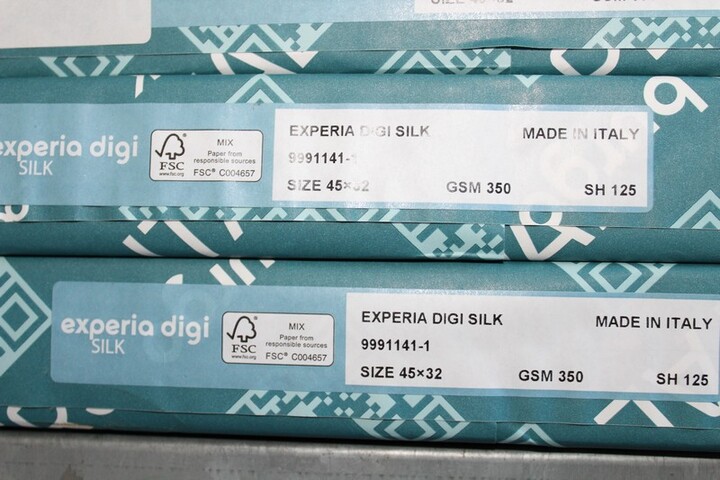 experia digi
SILK
FSC
www.fsc.org
MIX
Paper from
responsible sources
FSC® C004657
EXPERIA DIGI SILK
MADE IN ITALY
9991141-1
SIZE 45×32
GSM 350
SH 125
experia digi
SILK
FSC
www.fsc.org
MIX
Paper from
responsible sources
FSC® C004657
EXPERIA DIGI SILK
MADE IN ITALY
9991141-1
SIZE 45×32
GSM 350
SH 125